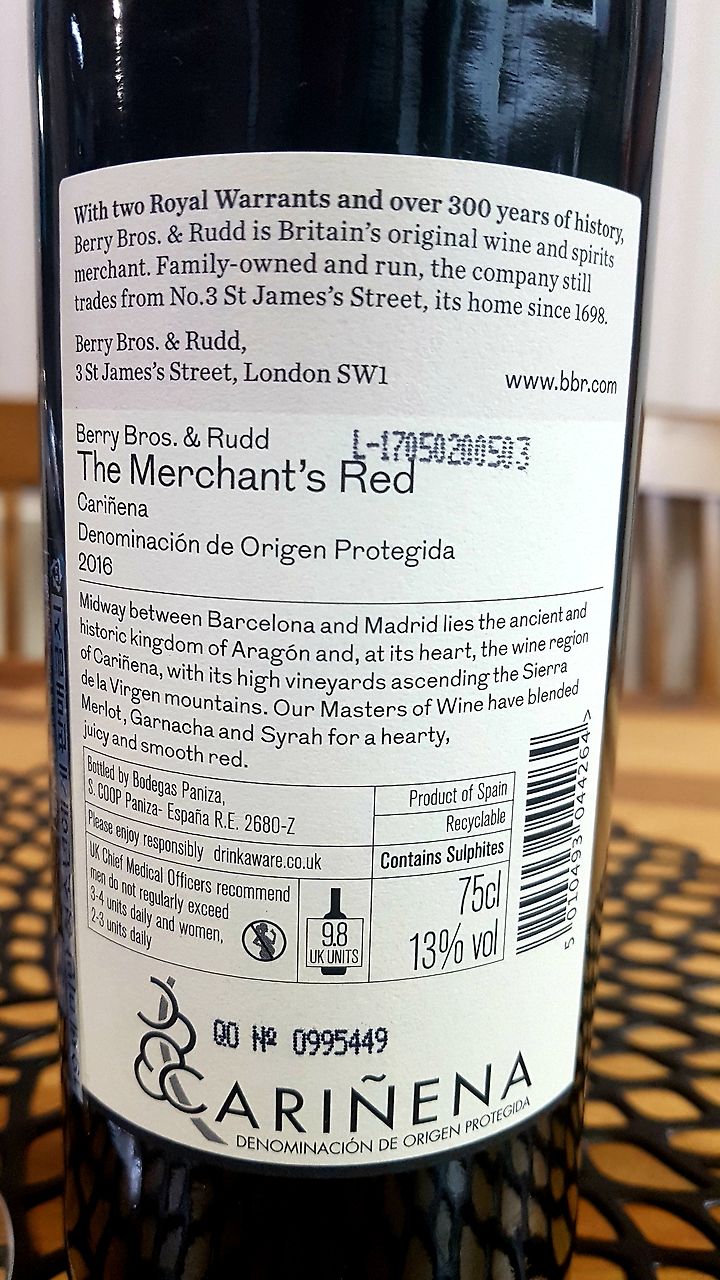 With two Royal Warrants and over 300 years of history,
Berry Bros. & Rudd is Britain's original wine and spirits
merchant. Family-owned and run, the company still
trades from No.3 St James's Street, its home since 1698.
Berry Bros. & Rudd,
3 St James's Street, London SW1
www.bbr.com
Berry Bros. & Rudd
L-17050200503
The Merchant's Red
Cariñena
Denominación de Origen Protegida
2016
Midway between Barcelona and Madrid lies the ancient and
historic kingdom of Aragón and, at its heart, the wine region
of Cariñena, with its high vineyards ascending the Sierra
de la Virgen mountains. Our Masters of Wine have blended
Merlot, Garnacha and Syrah for a hearty,
juicy and smooth red.
Bottled by Bodegas Paniza,
S. COOP Paniza- España R.E. 2680-Z
Please enjoy responsibly drinkaware.co.uk
UK Chief Medical Officers recommend
men do not regularly exceed
3-4 units daily and women,
2-3 units daily
9.8
UK UNITS
Product of Spain
Recyclable
Contains Sulphites
75cl
13% vol
5 010493 044264 >
QO Nº 0995449
CARIÑENA
DENOMINACIÓN DE ORIGEN PROTEGIDA